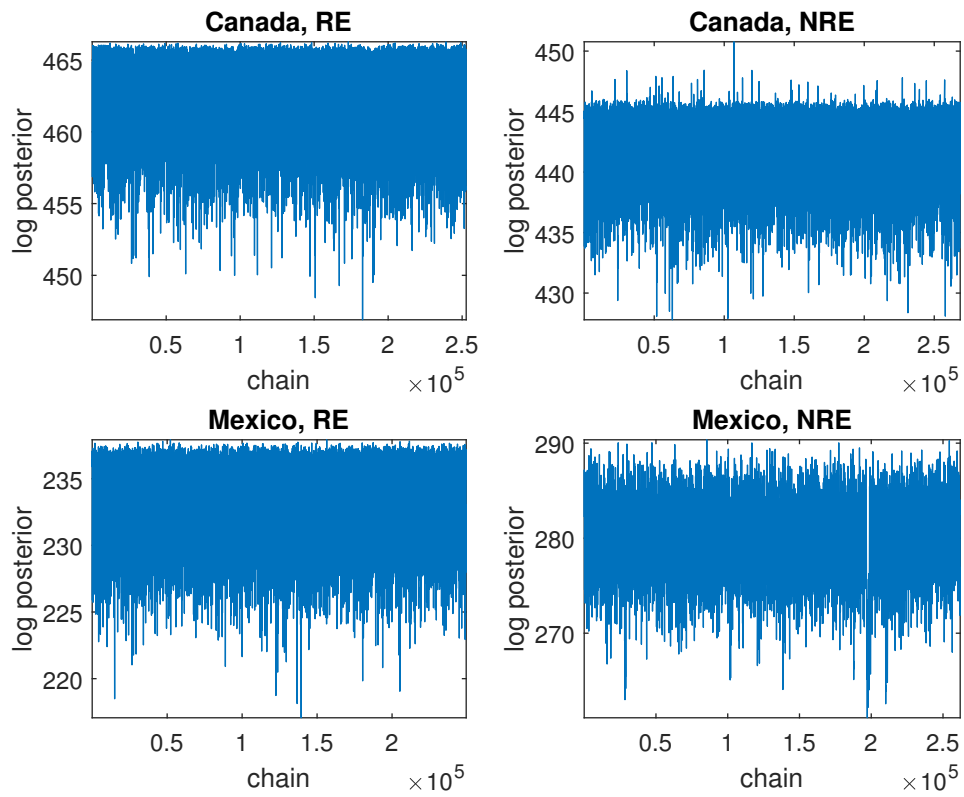 Canada, RE
465
460
455
450
log posterior
0.5 1 1.5 2 2.5
chain
×10^5
Canada, NRE
450
445
440
435
430
log posterior
0.5 1 1.5 2 2.5
chain
×10^5
Mexico, RE
235
230
225
220
log posterior
0.5 1 1.5 2
chain
×10^5
Mexico, NRE
290
280
270
log posterior
0.5 1 1.5 2 2.5
chain
×10^5